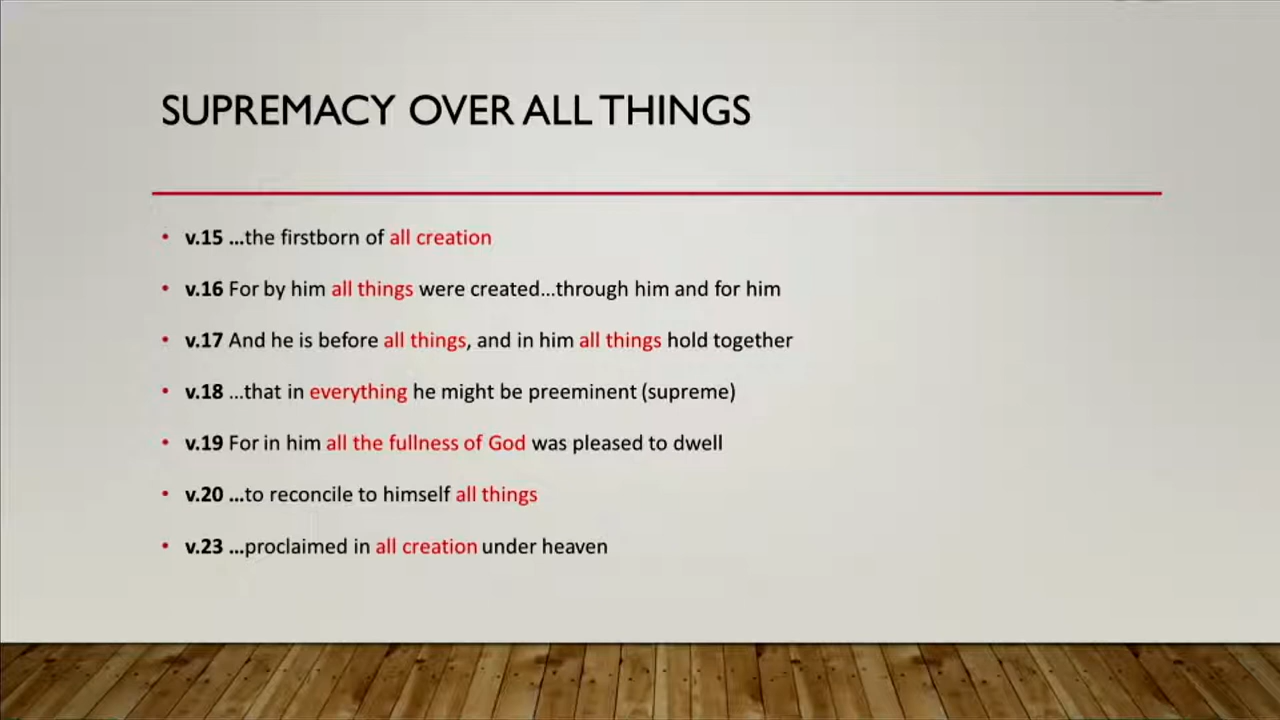 SUPREMACY OVER ALL THINGS
• v.15 ...the firstborn of all creation
• v.16 For by him all things were created...through him and for him
• v.17 And he is before all things, and in him all things hold together
• v.18 ...that in everything he might be preeminent (supreme)
• v.19 For in him all the fullness of God was pleased to dwell
• v.20 ...to reconcile to himself all things
• v.23 ...proclaimed in all creation under heaven